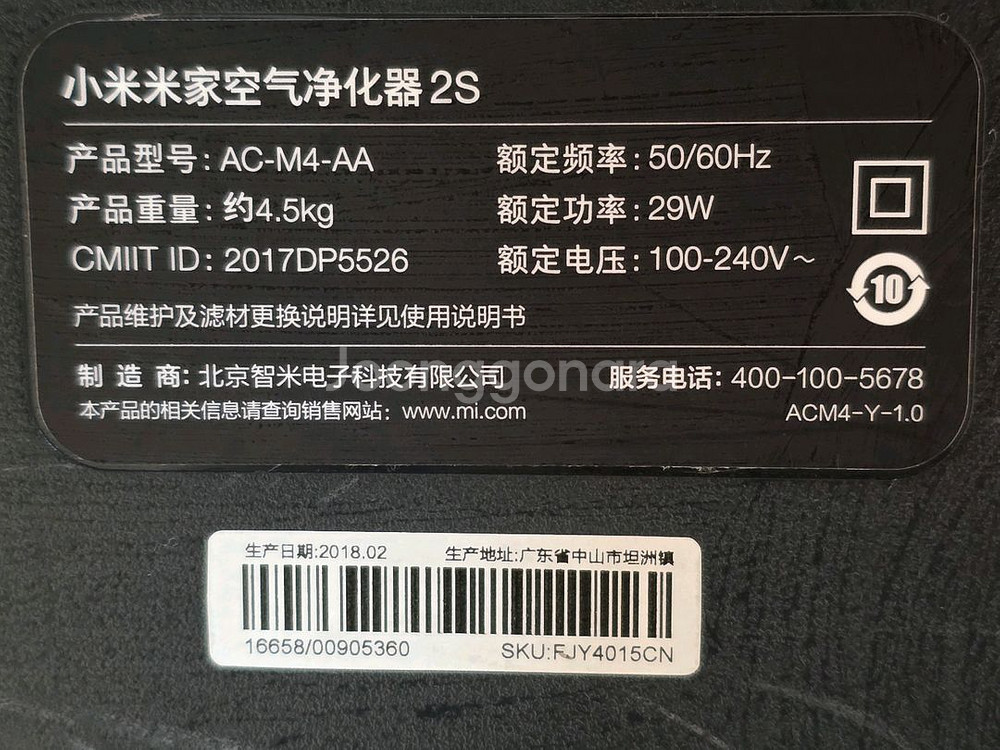 小米米家空气净化器 2S
产品型号: AC-M4-AA 额定频率: 50/60Hz
产品重量: 约4.5kg 额定功率: 29W
CMIIT ID: 2017DP5526 额定电压: 100-240V～
10
产品维护及滤材更换说明详见使用说明书
制 造 商: 北京智米电子科技有限公司 服务电话: 400-100-5678
本产品的相关信息请查询销售网站: www.mi.com ACM4-Y-1.0
Joonggonara
生产日期:2018.02 生产地址:广东省中山市坦洲镇
16658/00905360 SKU:FJY4015CN